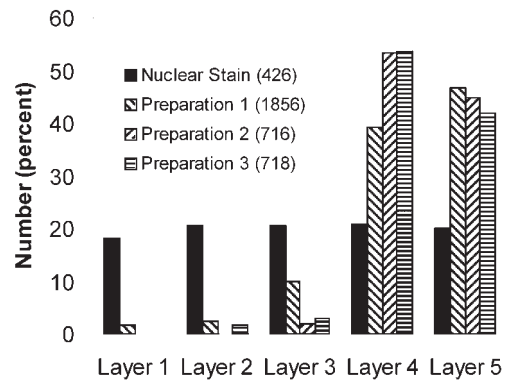 60
50
40
30
20
10
0
Number (percent)
Nuclear Stain (426)
Preparation 1 (1856)
Preparation 2 (716)
Preparation 3 (718)
Layer 1 Layer 2 Layer 3 Layer 4 Layer 5